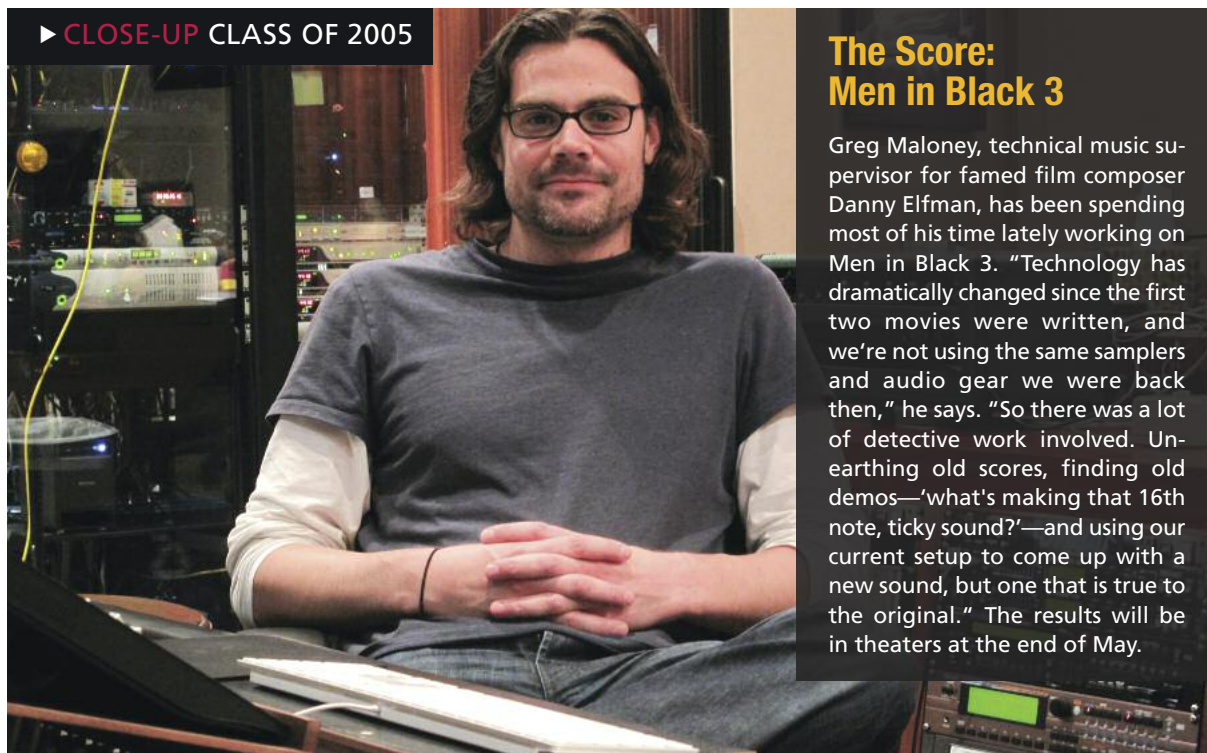 ▶ CLOSE-UP CLASS OF 2005
The Score:
Men in Black 3
Greg Maloney, technical music su-
pervisor for famed film composer
Danny Elfman, has been spending
most of his time lately working on
Men in Black 3. “Technology has
dramatically changed since the first
two movies were written, and
we’re not using the same samplers
and audio gear we were back
then,” he says. “So there was a lot
of detective work involved. Un-
earthing old scores, finding old
demos—‘what's making that 16th
note, ticky sound?’—and using our
current setup to come up with a
new sound, but one that is true to
the original.” The results will be
in theaters at the end of May.